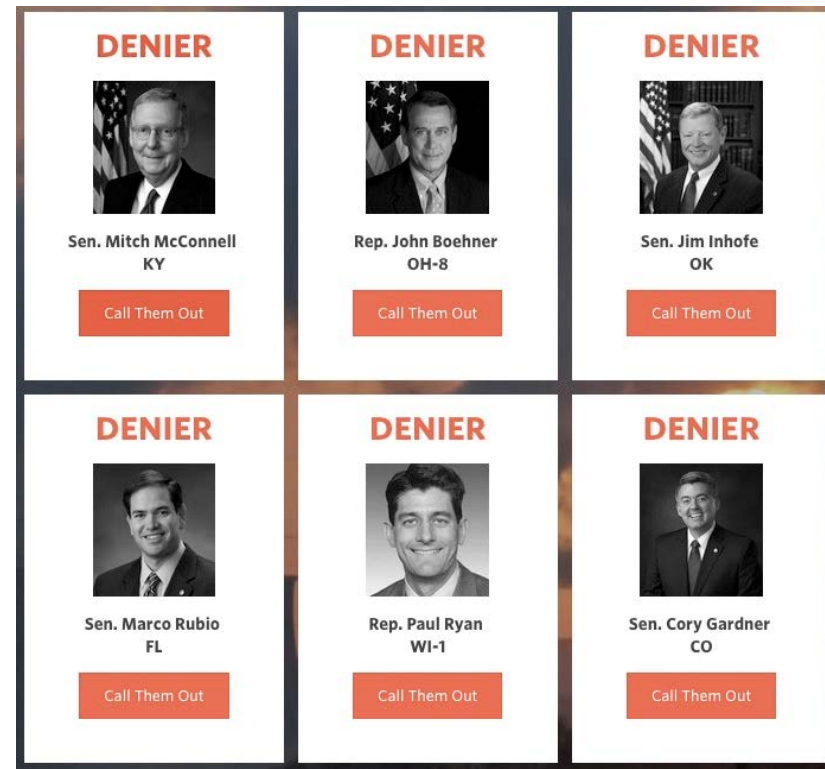 DENIER
Sen. Mitch McConnell
KY
Call Them Out
DENIER
Rep. John Boehner
OH-8
Call Them Out
DENIER
Sen. Jim Inhofe
OK
Call Them Out
DENIER
Sen. Marco Rubio
FL
Call Them Out
DENIER
Rep. Paul Ryan
WI-1
Call Them Out
DENIER
Sen. Cory Gardner
CO
Call Them Out